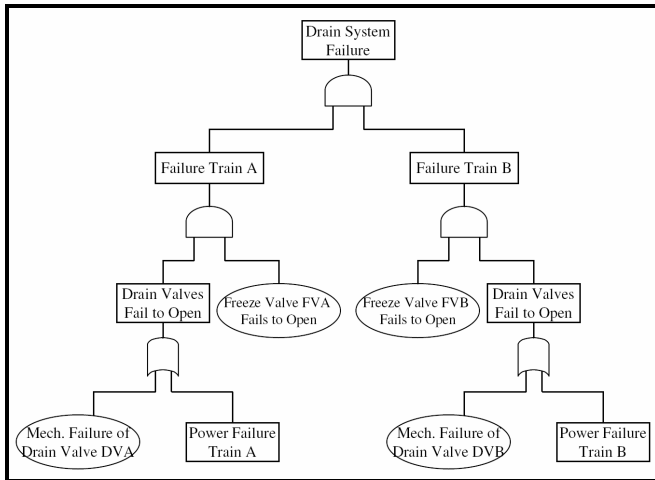 Drain System
Failure
Failure Train A
Failure Train B
Drain Valves
Fail to Open
Freeze Valve FVA
Fails to Open
Freeze Valve FVB
Fails to Open
Drain Valves
Fail to Open
Mech. Failure of
Drain Valve DVA
Power Failure
Train A
Mech. Failure of
Drain Valve DVB
Power Failure
Train B